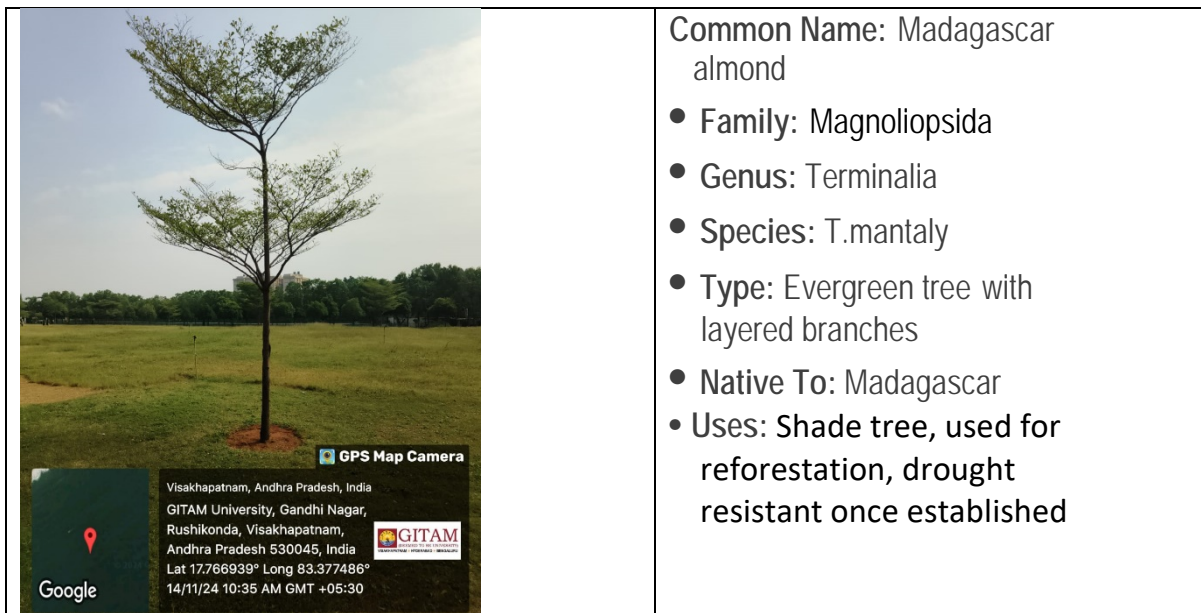 GPS Map Camera
Visakhapatnam, Andhra Pradesh, India
GITAM University, Gandhi Nagar,
Rushikonda, Visakhapatnam,
Andhra Pradesh 530045, India
Lat 17.766939° Long 83.377486°
14/11/24 10:35 AM GMT +05:30
Google
GITAM
Common Name: Madagascar
almond
• Family: Magnoliopsida
• Genus: Terminalia
• Species: T.mantaly
• Type: Evergreen tree with
layered branches
• Native To: Madagascar
• Uses: Shade tree, used for
reforestation, drought
resistant once established